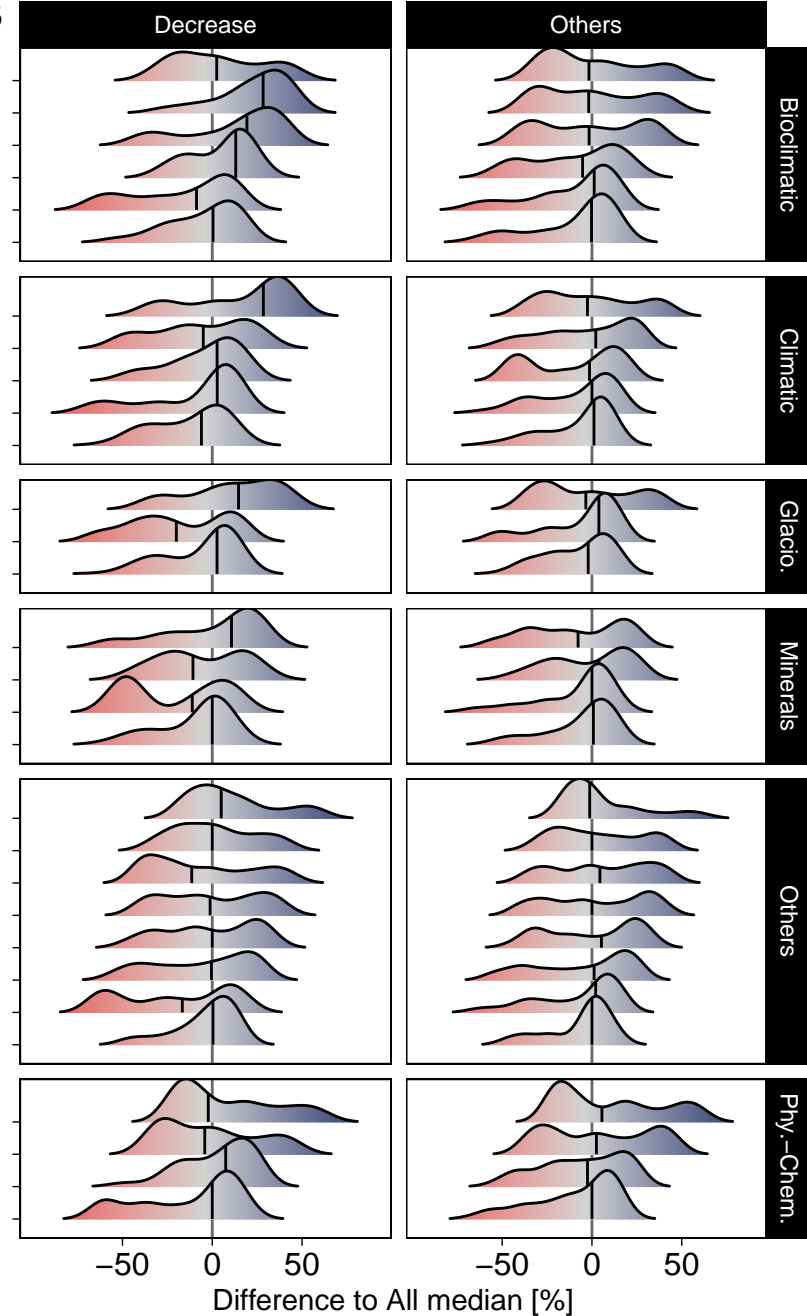 Decrease Others
Bioclimatic
Climatic
Glacio.
Minerals
Others
Phy.−Chem.
−50 0 50 −50 0 50
Difference to All median [%]